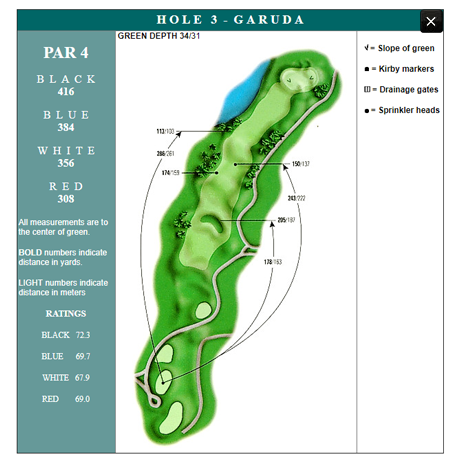 HOLE 3 - GARUDA
GREEN DEPTH 34/31
PAR 4
BLACK
416
BLUE
384
WHITE
356
RED
308
All measurements are to
the center of green.
BOLD numbers indicate
distance in yards.
LIGHT numbers indicate
distance in meters
RATINGS
BLACK 72.3
BLUE 69.7
WHITE 67.9
RED 69.0
113/103
286/261
174/159
150/137
243/222
205/187
178/163
= Slope of green
= Kirby markers
= Drainage gates
= Sprinkler heads